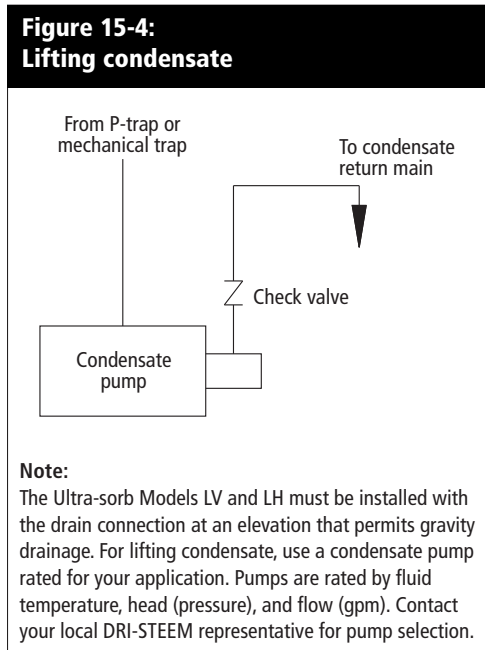 Figure 15-4:
Lifting condensate
From P-trap or
mechanical trap
To condensate
return main
Check valve
Condensate
pump
Note:
The Ultra-sorb Models LV and LH must be installed with
the drain connection at an elevation that permits gravity
drainage. For lifting condensate, use a condensate pump
rated for your application. Pumps are rated by fluid
temperature, head (pressure), and flow (gpm). Contact
your local DRI-STEEM representative for pump selection.